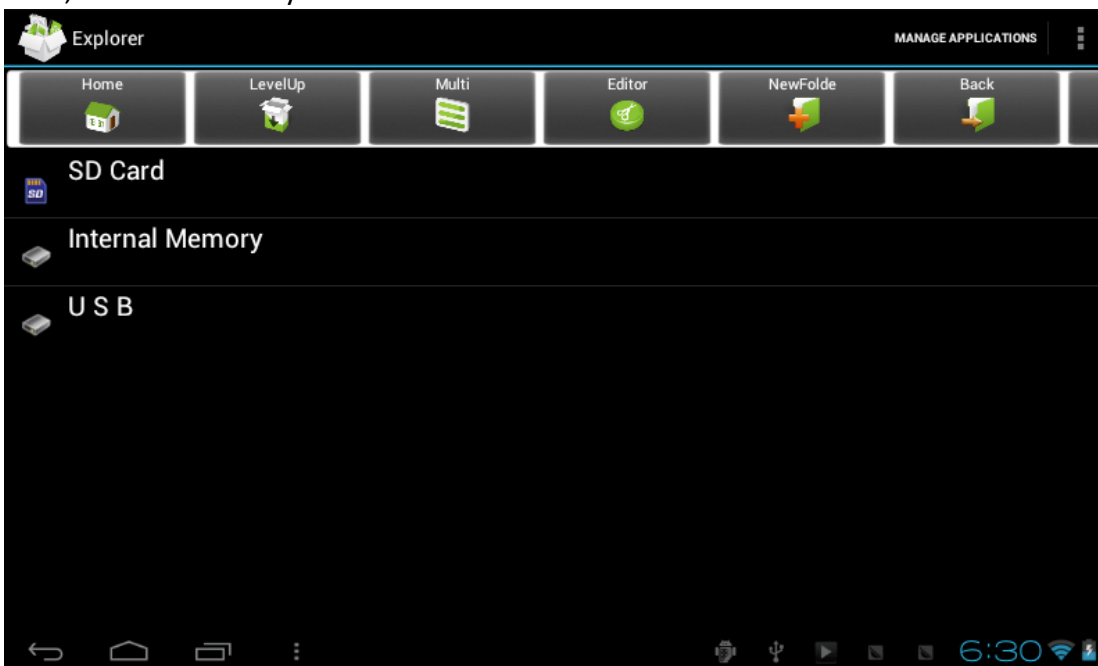 Explorer
MANAGE APPLICATIONS
Home
LevelUp
Multi
Editor
NewFolde
Back
SD Card
SD
Internal Memory
U S B
6:30